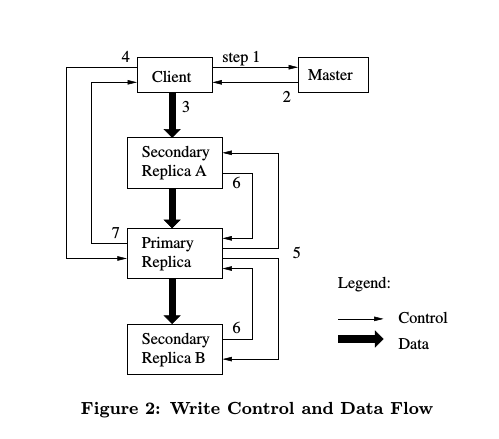 4
step 1
Client
Master
2
3
Secondary
Replica A
6
7
Primary
Replica
5
Legend:
Control
6
Secondary
Replica B
Data
Figure 2: Write Control and Data Flow